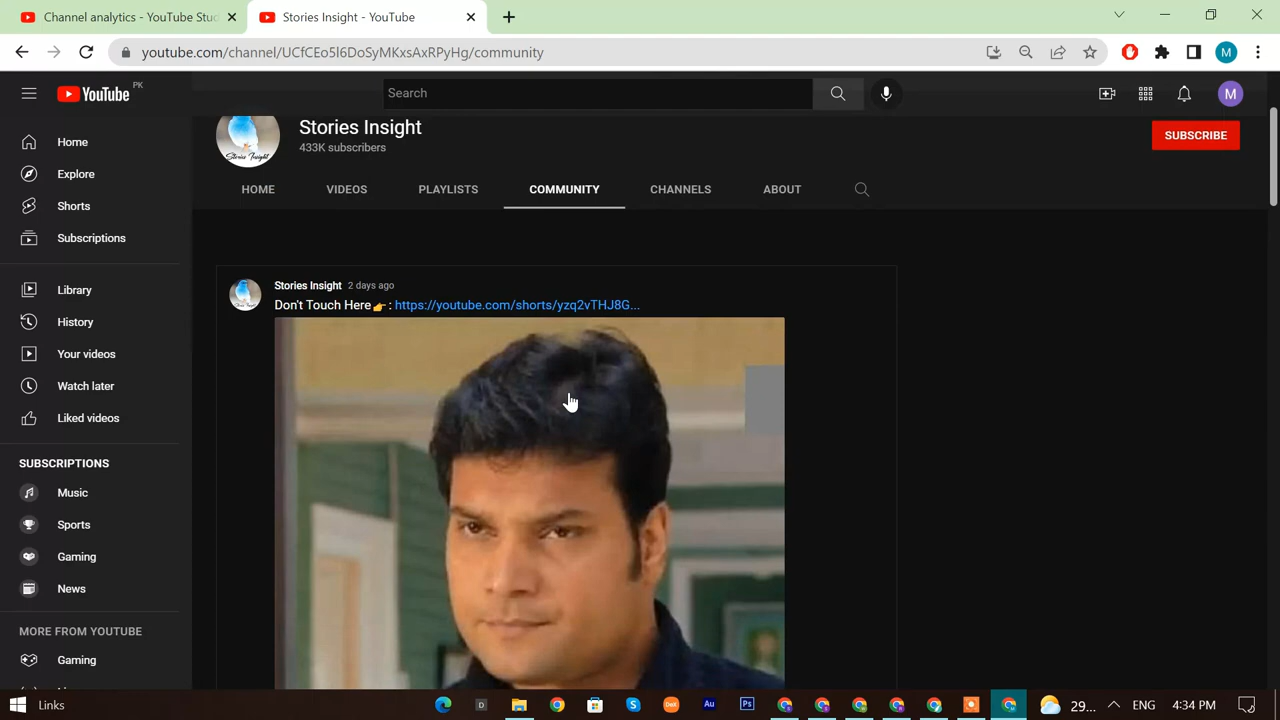 Channel analytics - YouTube Stud
Stories Insight - YouTube
youtube.com/channel/UCfCEo5I6DoSyMKxsAxRPyHg/community
YouTube PK
Search
M
Home
Explore
Shorts
Subscriptions
Library
History
Your videos
Watch later
Liked videos
SUBSCRIPTIONS
Music
Sports
Gaming
News
MORE FROM YOUTUBE
Gaming
Stories Insight
Stories Insight
433K subscribers
SUBSCRIBE
HOME VIDEOS PLAYLISTS COMMUNITY CHANNELS ABOUT
Stories Insight 2 days ago
Don't Touch Here👉 : https://youtube.com/shorts/yzq2vTHJ8G...
Links
29...
ENG
4:34 PM